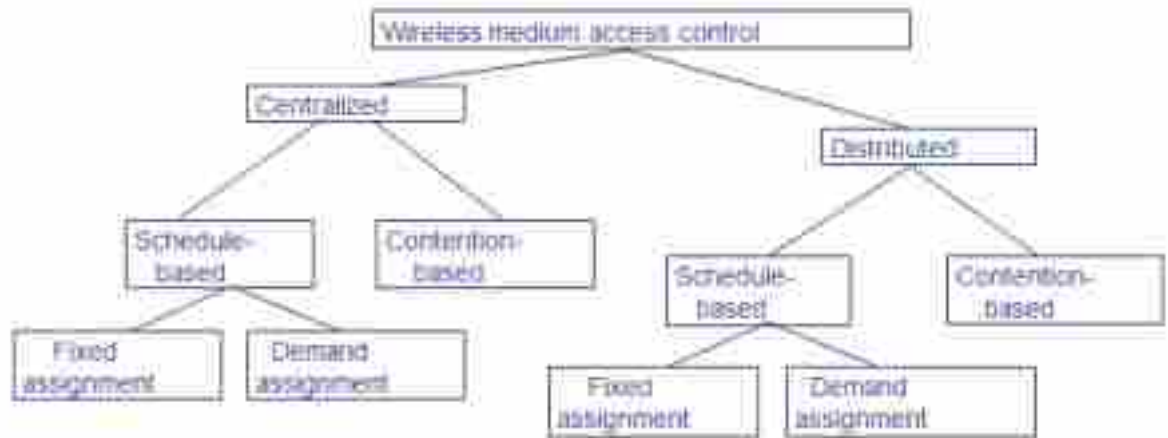 Wireless medium access control
Centralized
Distributed
Schedule-
based
Contention-
based
Schedule-
based
Contention-
based
Fixed
assignment
Demand
assignment
Fixed
assignment
Demand
assignment